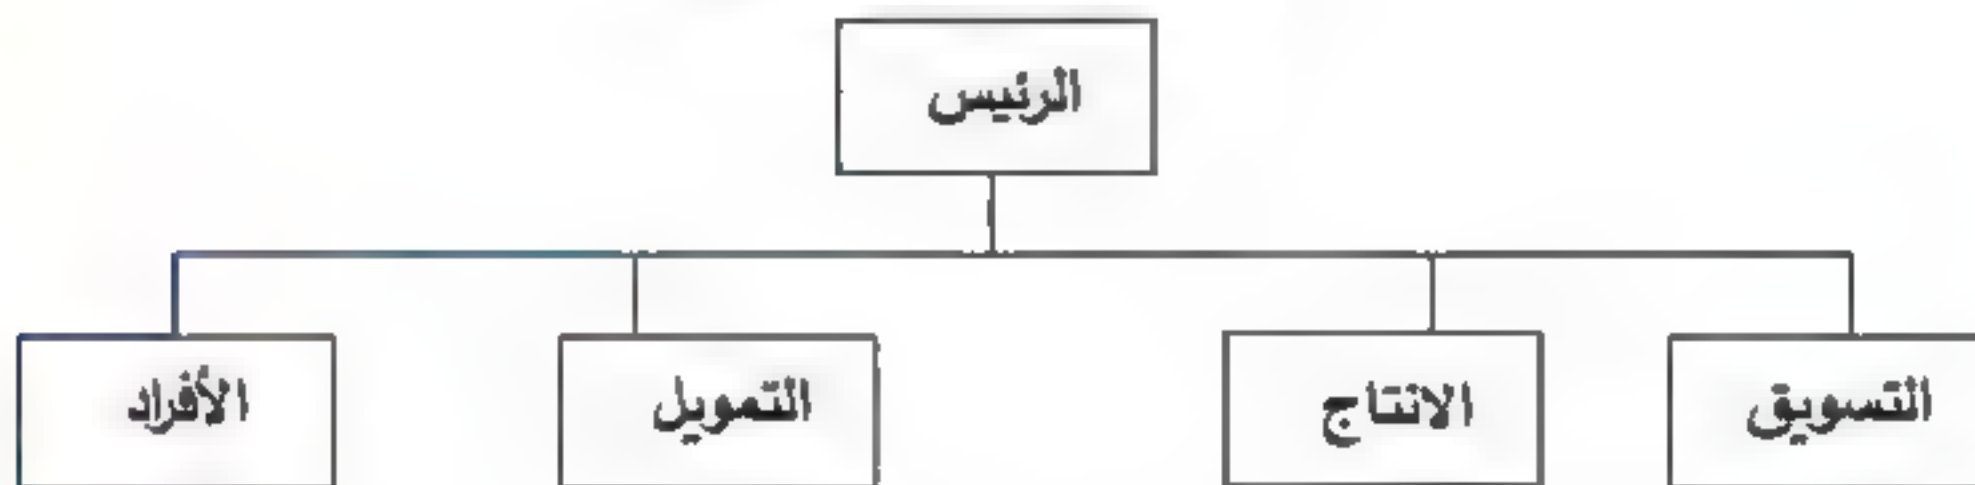 الرئيس
التسويق
الانتاج
التمويل
الأفراد